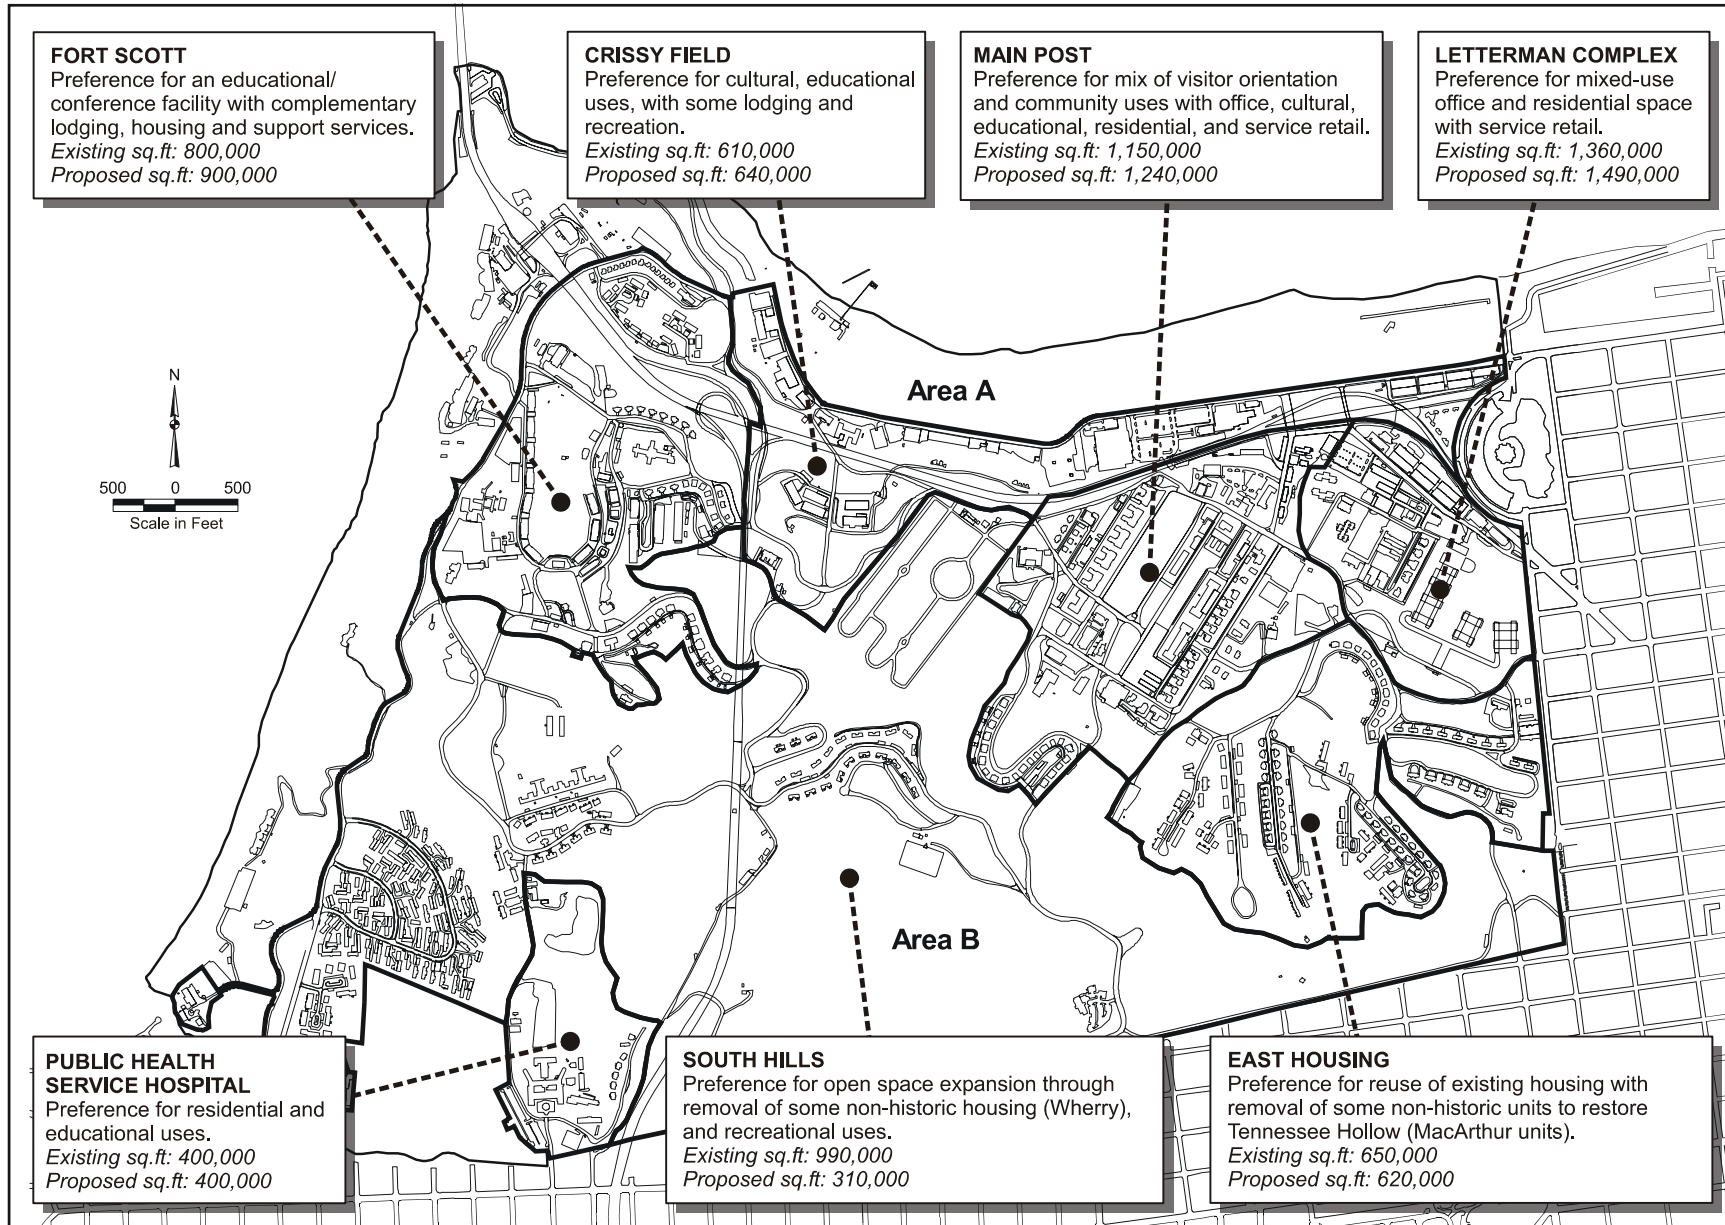 FORT SCOTT
Preference for an educational/
conference facility with complementary
lodging, housing and support services.
Existing sq.ft: 800,000
Proposed sq.ft: 900,000
CRISSY FIELD
Preference for cultural, educational
uses, with some lodging and
recreation.
Existing sq.ft: 610,000
Proposed sq.ft: 640,000
MAIN POST
Preference for mix of visitor orientation
and community uses with office, cultural,
educational, residential, and service retail.
Existing sq.ft: 1,150,000
Proposed sq.ft: 1,240,000
LETTERMAN COMPLEX
Preference for mixed-use
office and residential space
with service retail.
Existing sq.ft: 1,360,000
Proposed sq.ft: 1,490,000
N
500 0 500
Scale in Feet
Area A
Area B
PUBLIC HEALTH
SERVICE HOSPITAL
Preference for residential and
educational uses.
Existing sq.ft: 400,000
Proposed sq.ft: 400,000
SOUTH HILLS
Preference for open space expansion through
removal of some non-historic housing (Wherry),
and recreational uses.
Existing sq.ft: 990,000
Proposed sq.ft: 310,000
EAST HOUSING
Preference for reuse of existing housing with
removal of some non-historic units to restore
Tennessee Hollow (MacArthur units).
Existing sq.ft: 650,000
Proposed sq.ft: 620,000